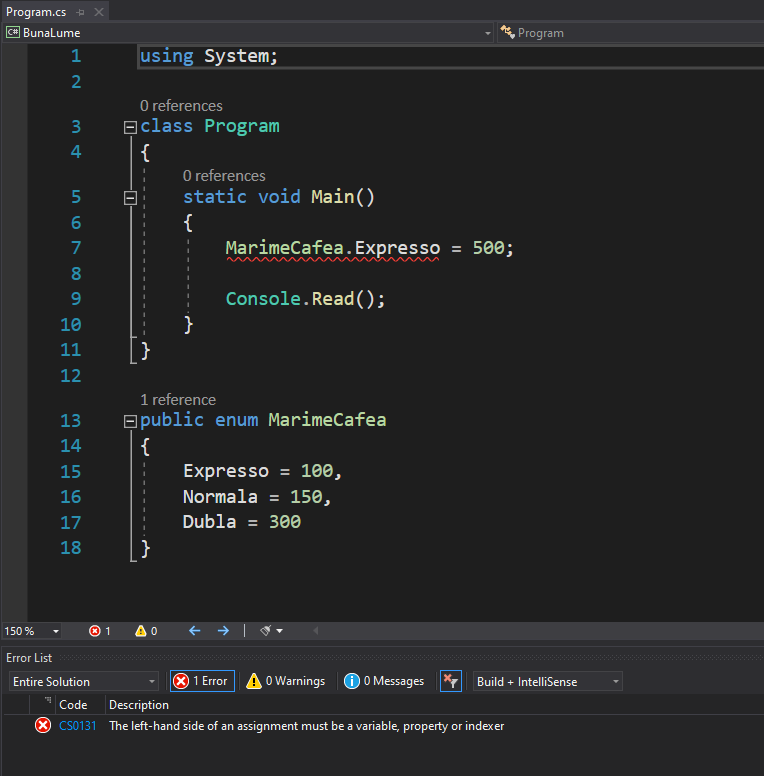 Program.cs
C# BunaLume Program
1 using System;
2
0 references
3 class Program
4 {
0 references
5 static void Main()
6 {
7 MarimeCafea.Expresso = 500;
8
9 Console.Read();
10 }
11 }
12
1 reference
13 public enum MarimeCafea
14 {
15 Expresso = 100,
16 Normala = 150,
17 Dubla = 300
18 }
150 % 1 0
Error List
Entire Solution 1 Error 0 Warnings 0 Messages Build + IntelliSense
Code Description
CS0131 The left-hand side of an assignment must be a variable, property or indexer